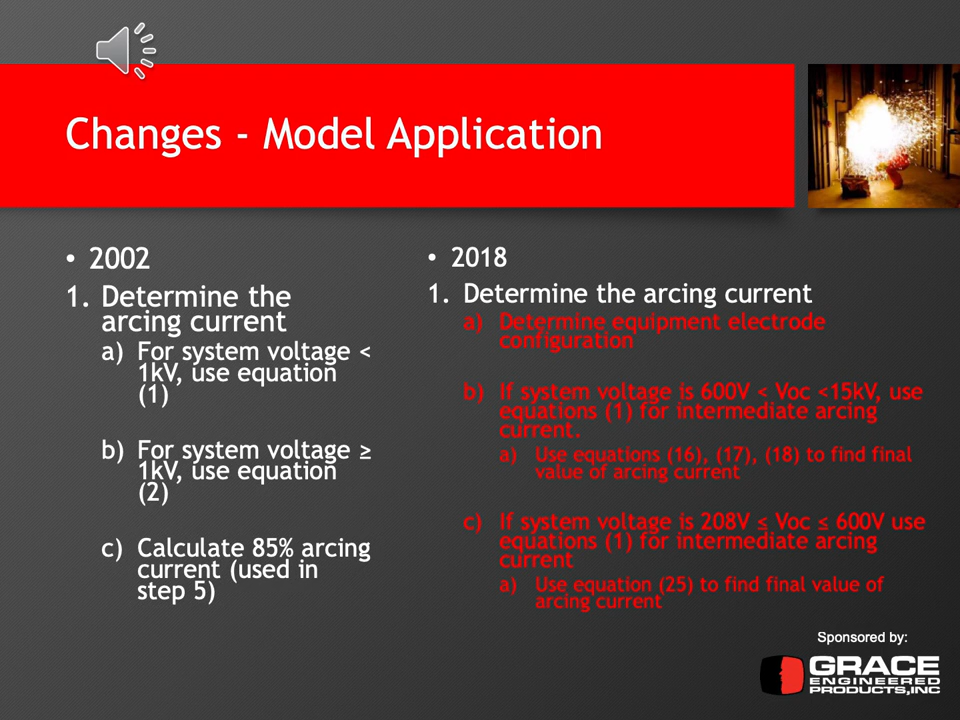 Changes - Model Application
• 2002
1. Determine the
arcing current
a) For system voltage <
1kV, use equation
(1)
b) For system voltage ≥
1kV, use equation
(2)
c) Calculate 85% arcing
current (used in
step 5)
• 2018
1. Determine the arcing current
a) Determine equipment electrode
configuration
b) If system voltage is 600V < Voc <15kV, use
equations (1) for intermediate arcing
current.
a) Use equations (16), (17), (18) to find final
value of arcing current
c) If system voltage is 208V ≤ Voc ≤ 600V use
equations (1) for intermediate arcing
current
a) Use equation (25) to find final value of
arcing current
Sponsored by:
GRACE
ENGINEERED
PRODUCTS,INC